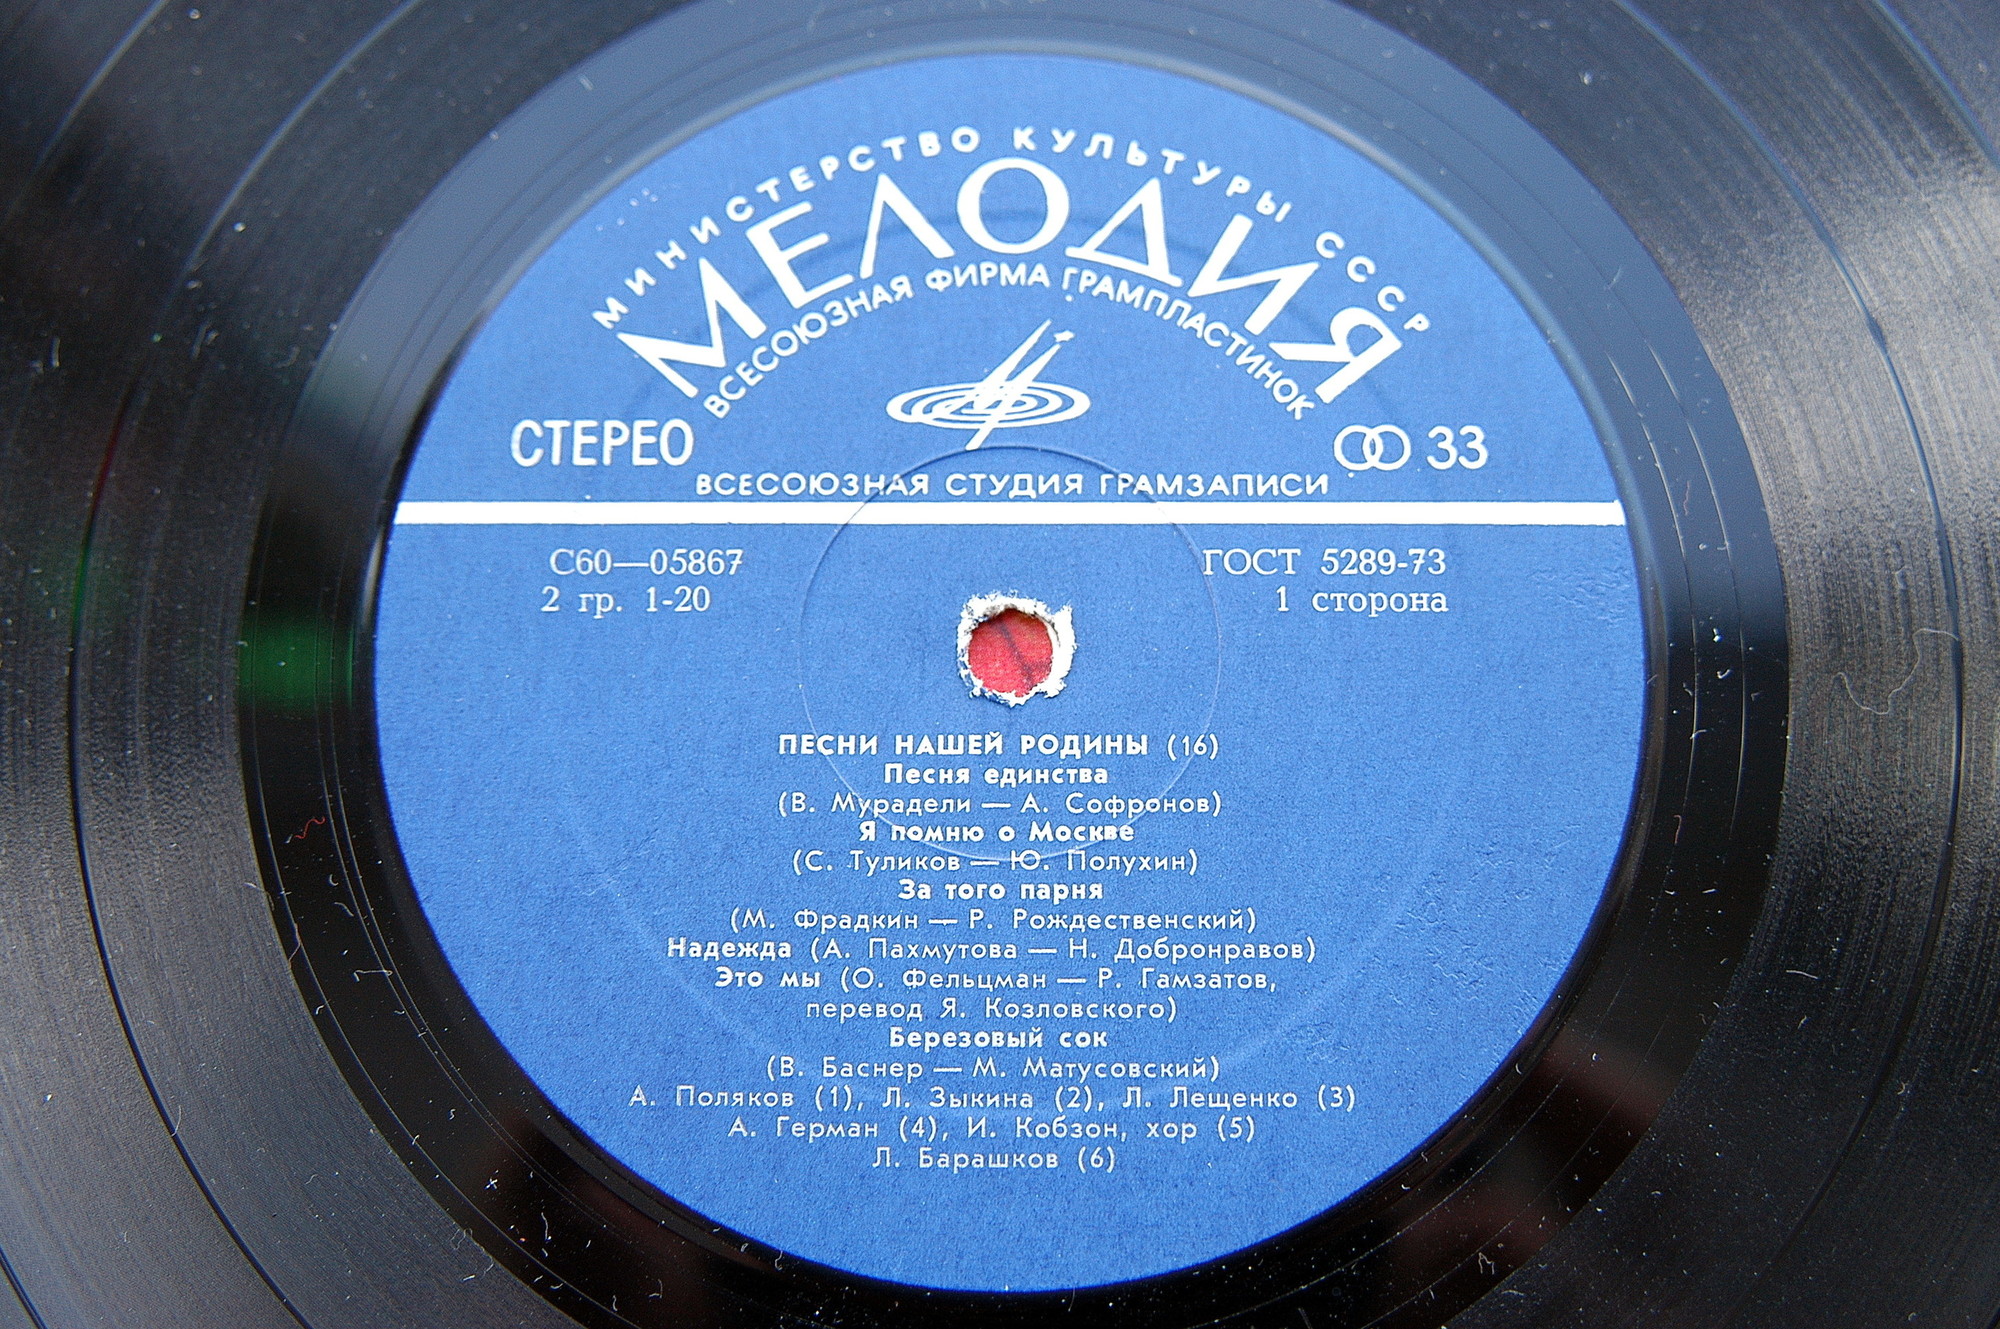 МИНИСТЕРСТВО КУЛЬТУРЫ СССР
МЕЛОДИЯ
ВСЕСОЮЗНАЯ ФИРМА ГРАМПЛАСТИНОК
СТЕРЕО
33
ВСЕСОЮЗНАЯ СТУДИЯ ГРАМЗАПИСИ
С60—05867
ГОСТ 5289-73
2 гр. 1-20
1 сторона
ПЕСНИ НАШЕЙ РОДИНЫ (16)
Песня единства
(В. Мурадели — А. Софронов)
Я помню о Москве
(С. Туликов — Ю. Полухин)
За того парня
(М. Фрадкин — Р. Рождественский)
Надежда (А. Пахмутова — Н. Добронравов)
Это мы (О. Фельцман — Р. Гамзатов,
перевод Я. Козловского)
Березовый сок
(В. Баснер — М. Матусовский)
А. Поляков (1), Л. Зыкина (2), Л. Лещенко (3)
А. Герман (4), И. Кобзон, хор (5)
Л. Барашков (6)